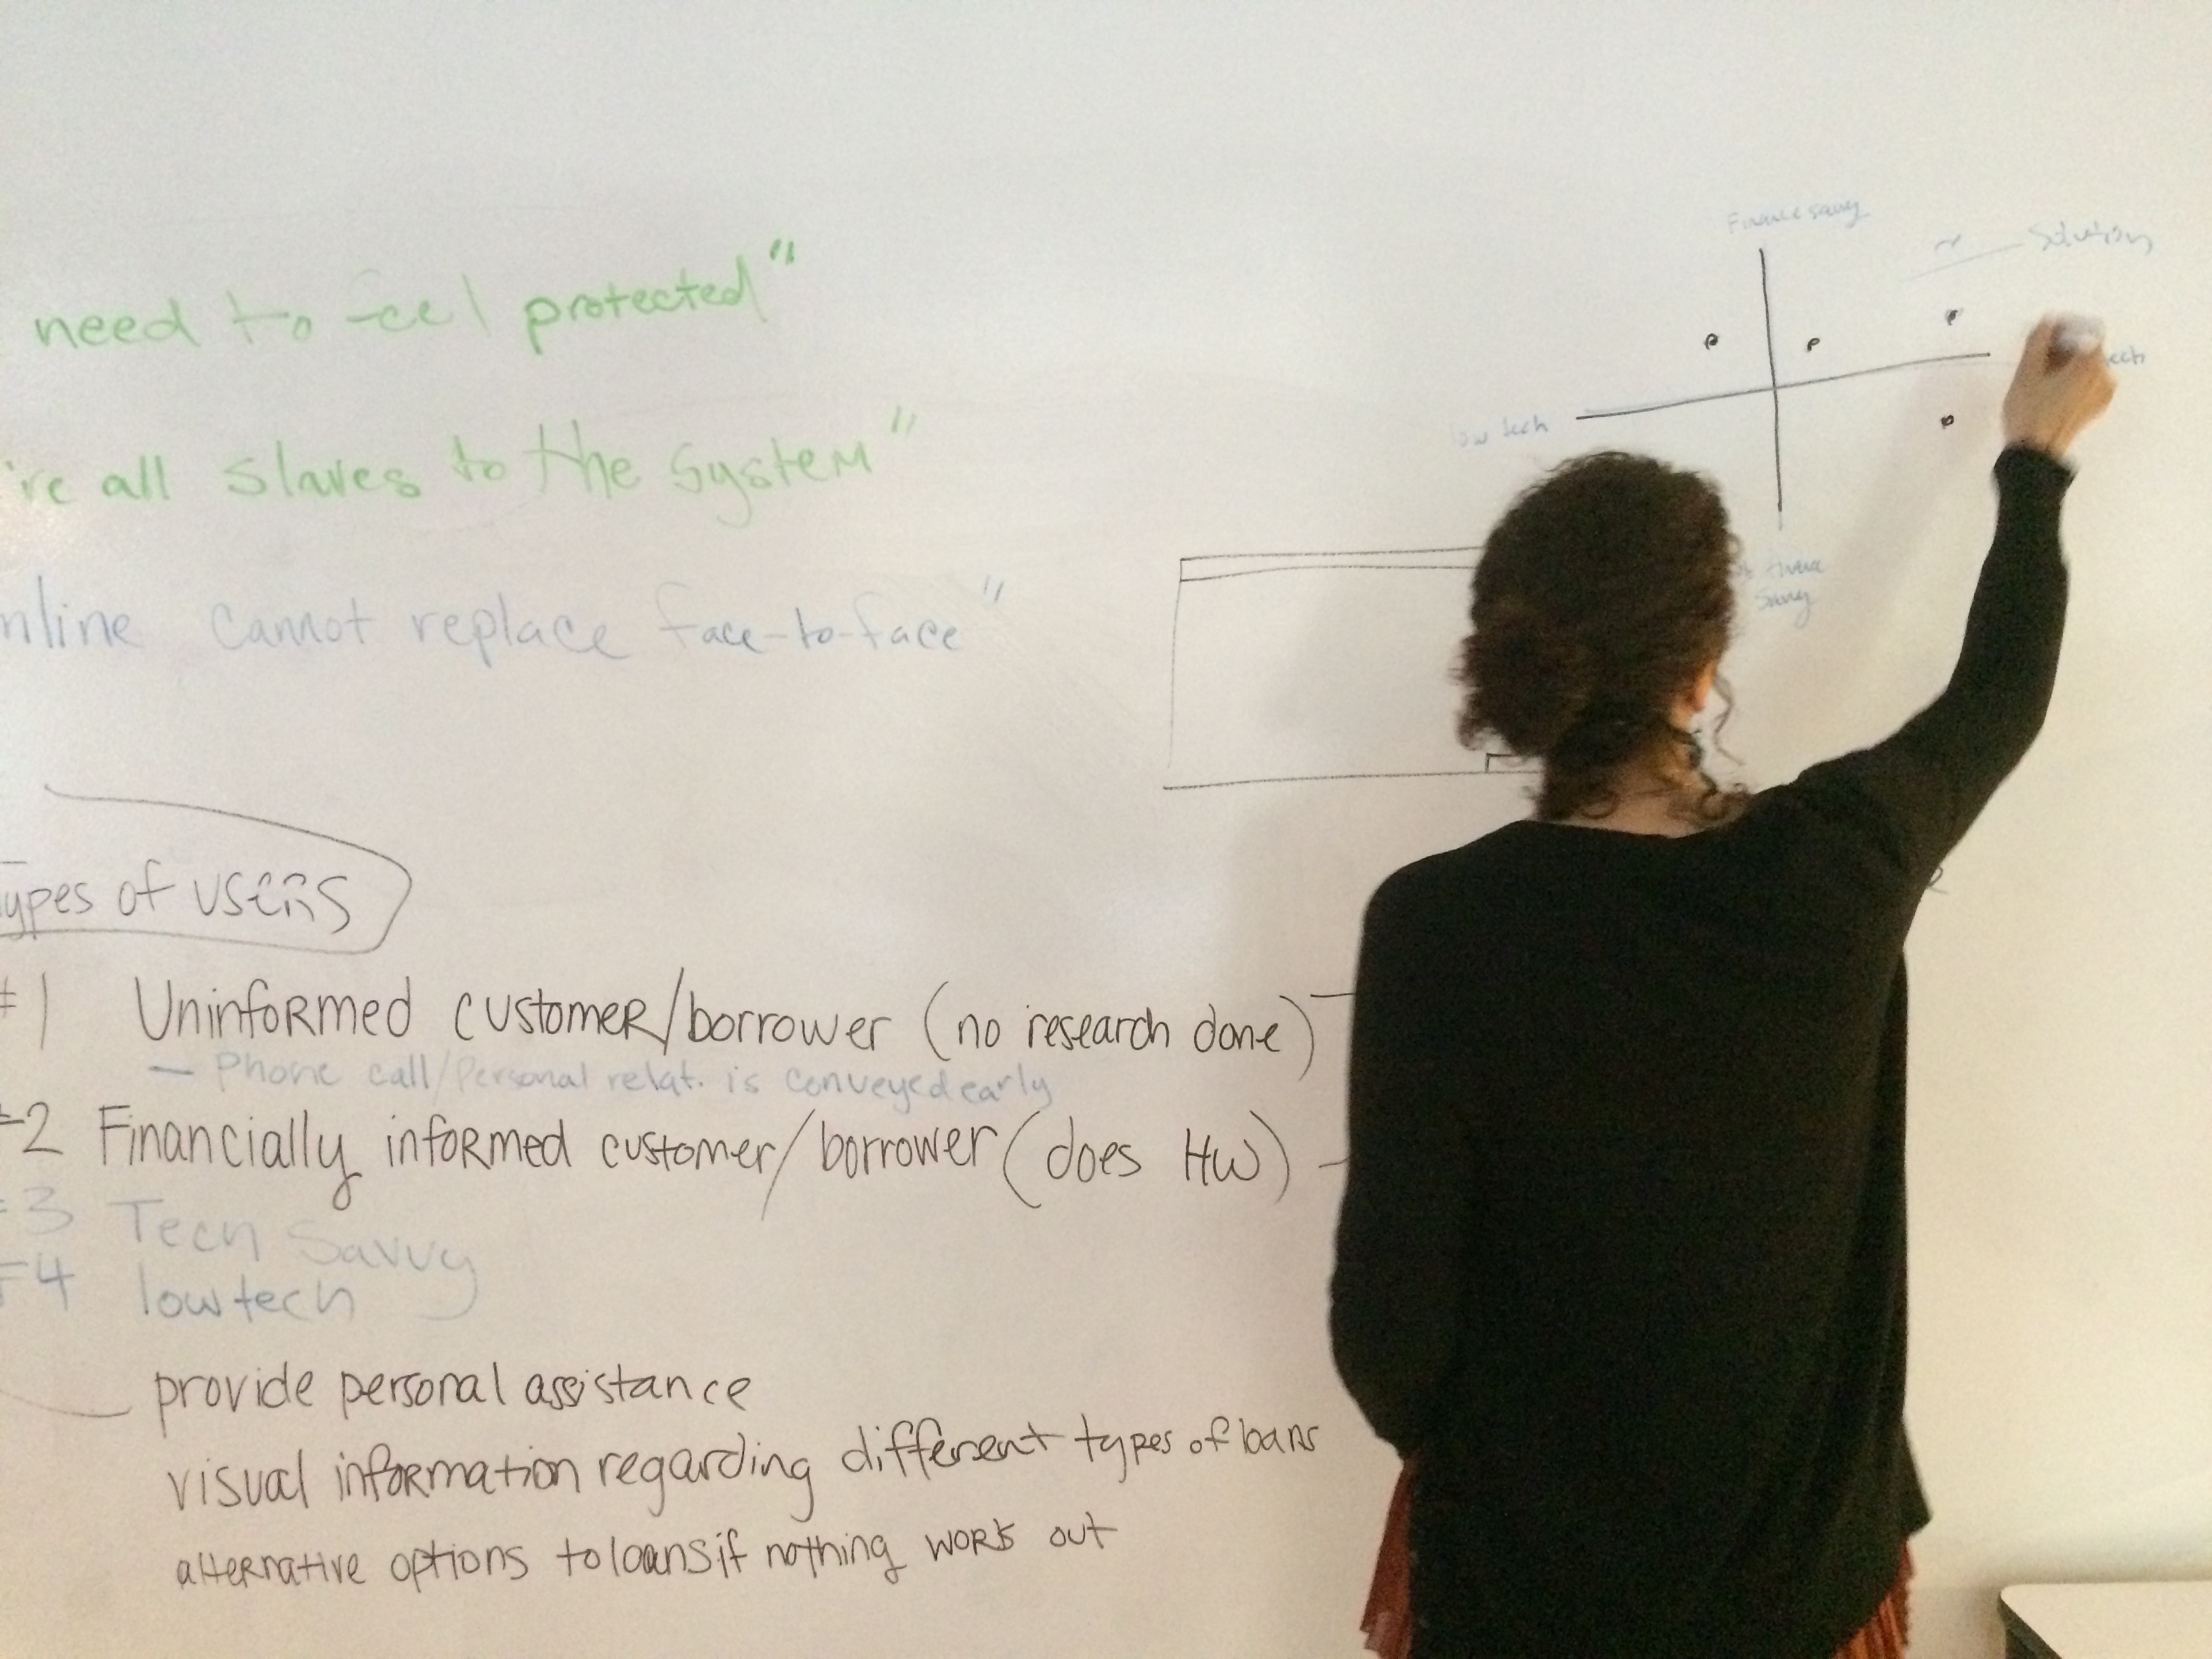 need to feel protected"
're all slaves to the system"
nline cannot replace face-to-face"
Finance savvy
Solution
low tech
ech
savvy
ypes of users
#1 Uninformed customer/borrower (no research done) —
— Phone call/Personal relat. is conveyed early
#2 Financially informed customer/borrower (does HW) –
#3 Tech Savvy
#4 low tech
provide personal assistance
visual information regarding different types of loans
alternative options to loans if nothing works out